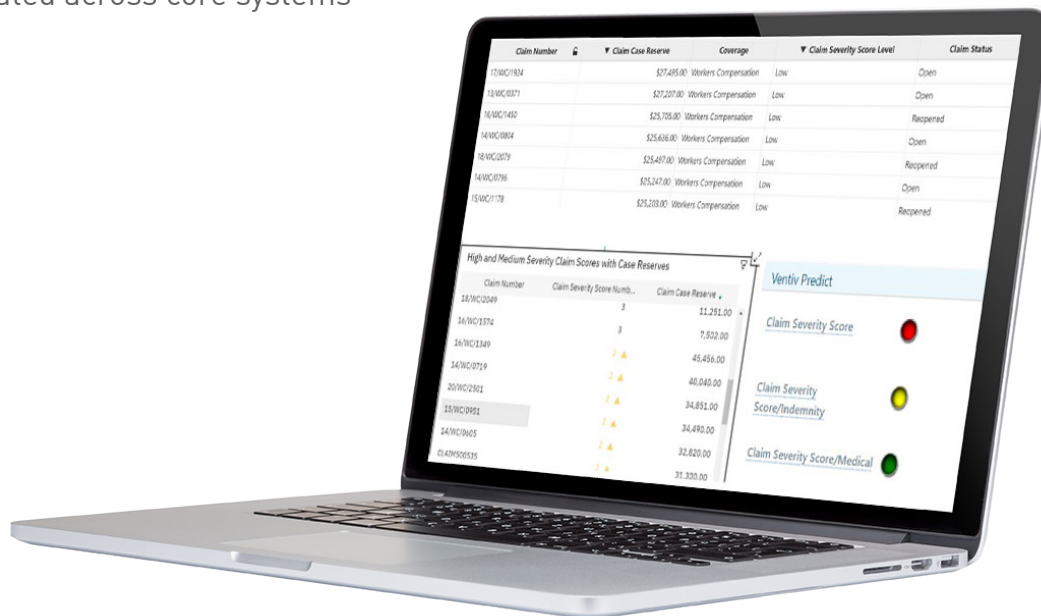 ated across core systems
Claim Number Claim Case Reserve Coverage Claim Severity Score Level Claim Status
17/WC/1924 $27,495.00 Workers Compensation Low Open
13/WC/0371 $27,207.00 Workers Compensation Low Open
16/WC/1450 $25,705.00 Workers Compensation Low Reopened
14/WC/0804 $25,636.00 Workers Compensation Low Open
18/WC/2079 $25,497.00 Workers Compensation Low Reopened
14/WC/0796 $25,247.00 Workers Compensation Low Open
15/WC/1178 $25,203.00 Workers Compensation Low Reopened
High and Medium Severity Claim Scores with Case Reserves
Claim Number Claim Severity Score Numb... Claim Case Reserve
18/WC/2049 3 11,251.00
16/WC/1574 3 7,502.00
16/WC/1349 2 45,456.00
14/WC/0719 2 40,040.00
20/WC/2501 2 34,851.00
15/WC/0951 2 34,490.00
14/WC/0605 2 32,820.00
CLAIM500535 2 31,300.00
Ventiv Predict
Claim Severity Score
Claim Severity
Score/Indemnity
Claim Severity Score/Medical